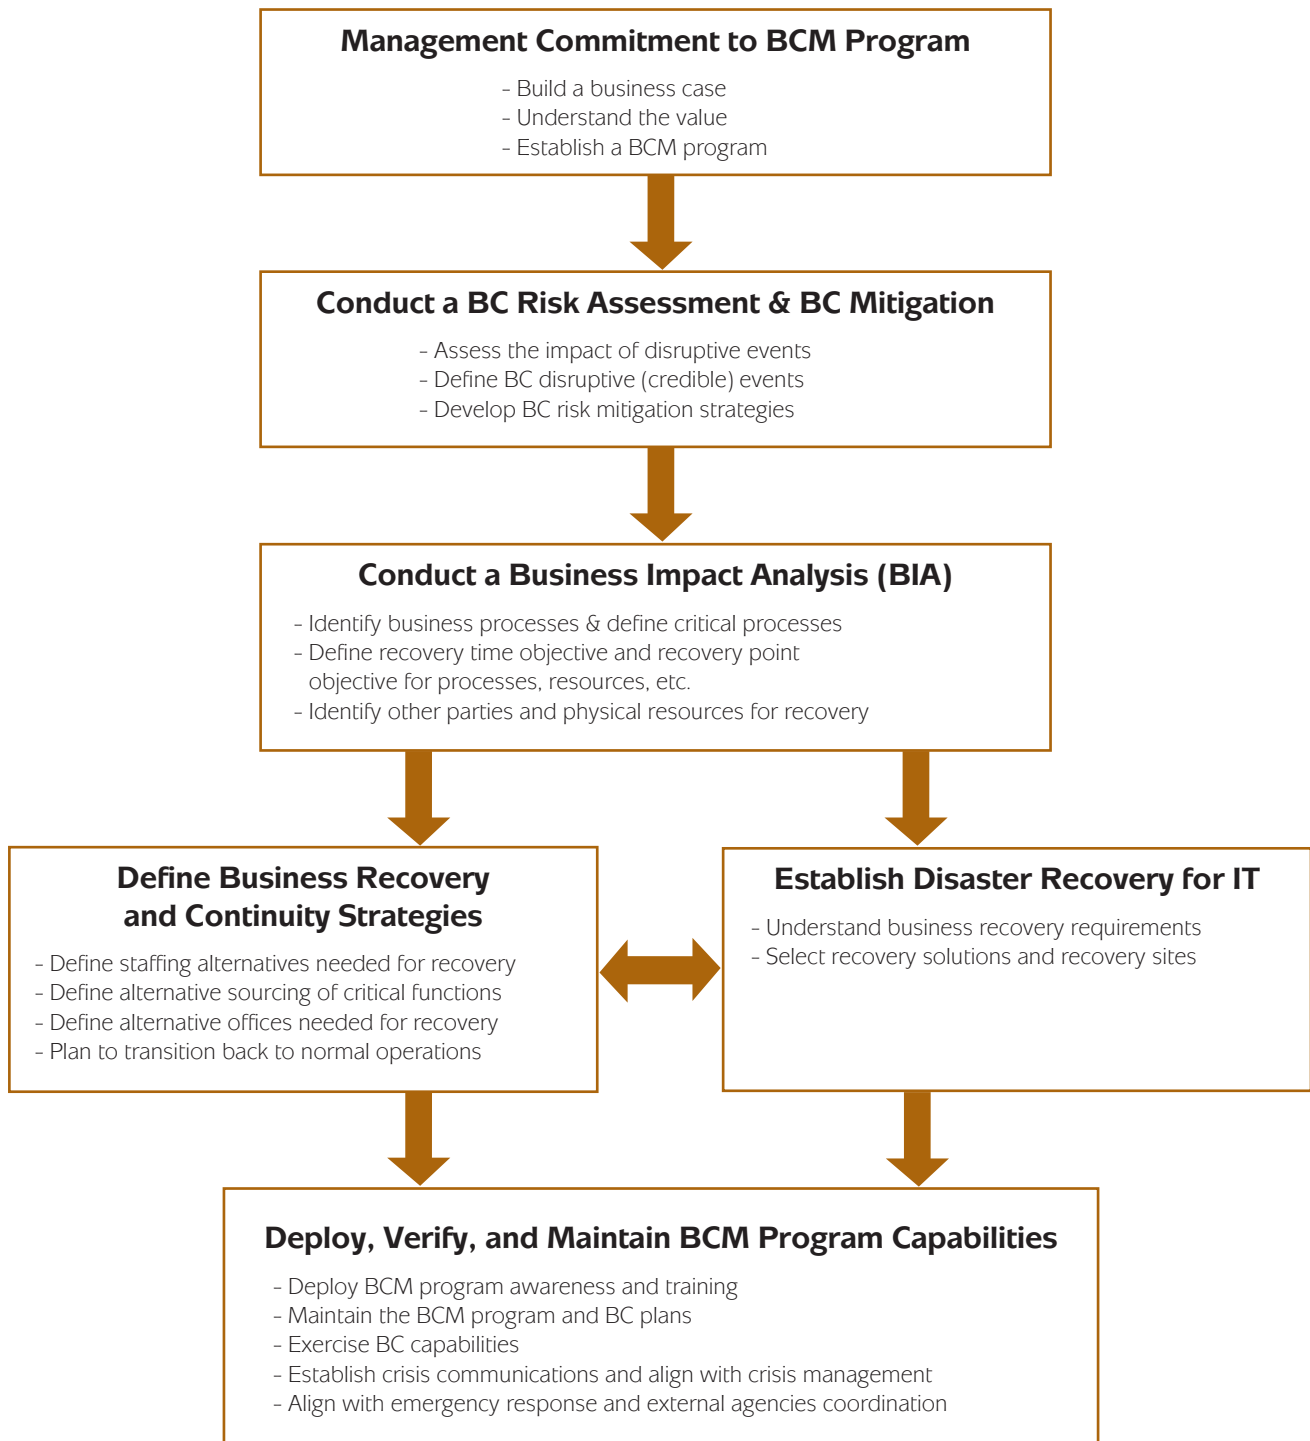 Management Commitment to BCM Program
- Build a business case
- Understand the value
- Establish a BCM program
Conduct a BC Risk Assessment & BC Mitigation
- Assess the impact of disruptive events
- Define BC disruptive (credible) events
- Develop BC risk mitigation strategies
Conduct a Business Impact Analysis (BIA)
- Identify business processes & define critical processes
- Define recovery time objective and recovery point
objective for processes, resources, etc.
- Identify other parties and physical resources for recovery
Define Business Recovery
and Continuity Strategies
- Define staffing alternatives needed for recovery
- Define alternative sourcing of critical functions
- Define alternative offices needed for recovery
- Plan to transition back to normal operations
Establish Disaster Recovery for IT
- Understand business recovery requirements
- Select recovery solutions and recovery sites
Deploy, Verify, and Maintain BCM Program Capabilities
- Deploy BCM program awareness and training
- Maintain the BCM program and BC plans
- Exercise BC capabilities
- Establish crisis communications and align with crisis management
- Align with emergency response and external agencies coordination